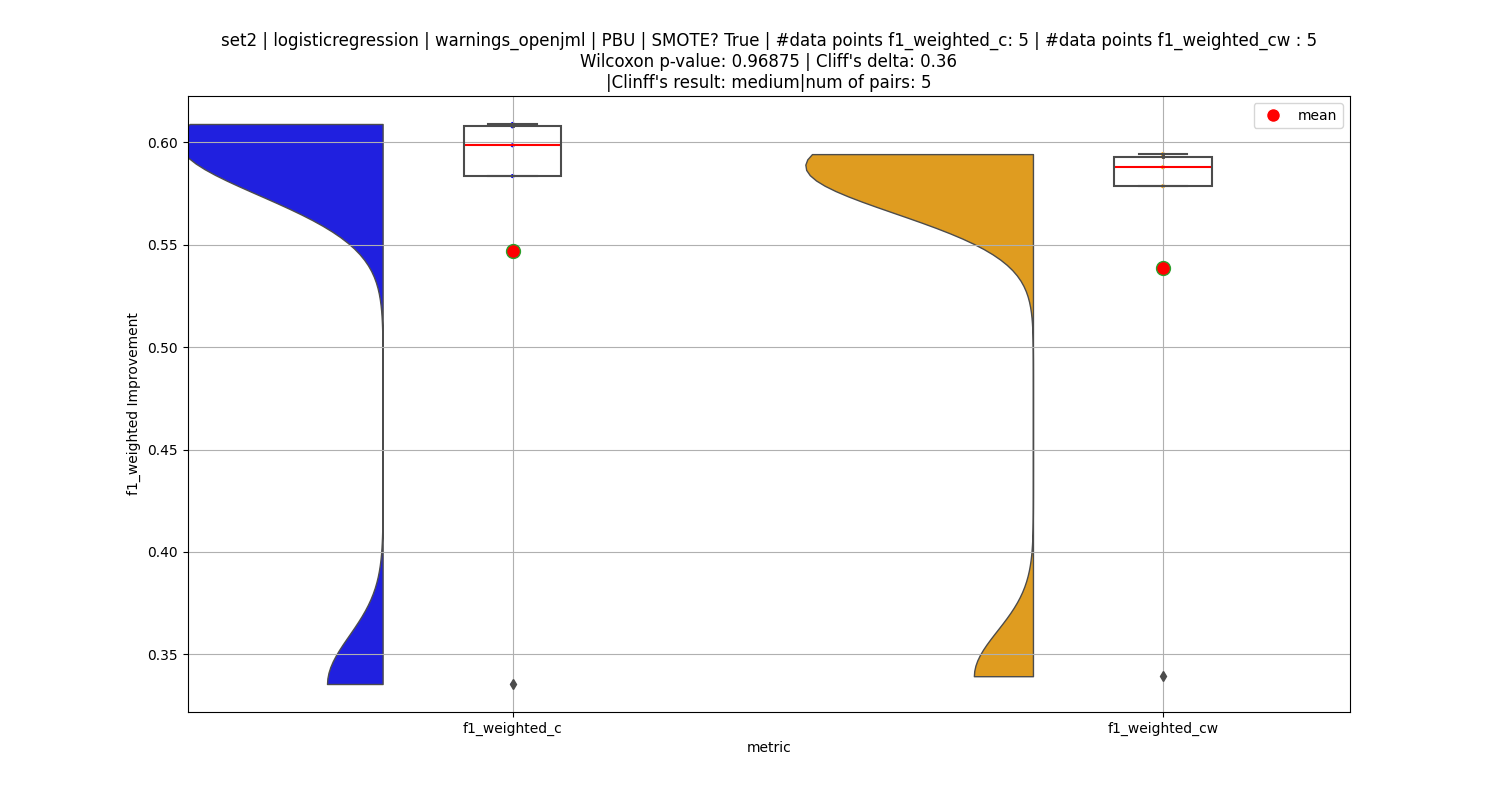 set2 | logisticregression | warnings_openjml | PBU | SMOTE? True | #data points f1_weighted_c: 5 | #data points f1_weighted_cw : 5
Wilcoxon p-value: 0.96875 | Cliff's delta: 0.36
|Clinff's result: medium|num of pairs: 5
mean
f1_weighted Improvement
0.60
0.55
0.50
0.45
0.40
0.35
f1_weighted_c
f1_weighted_cw
metric